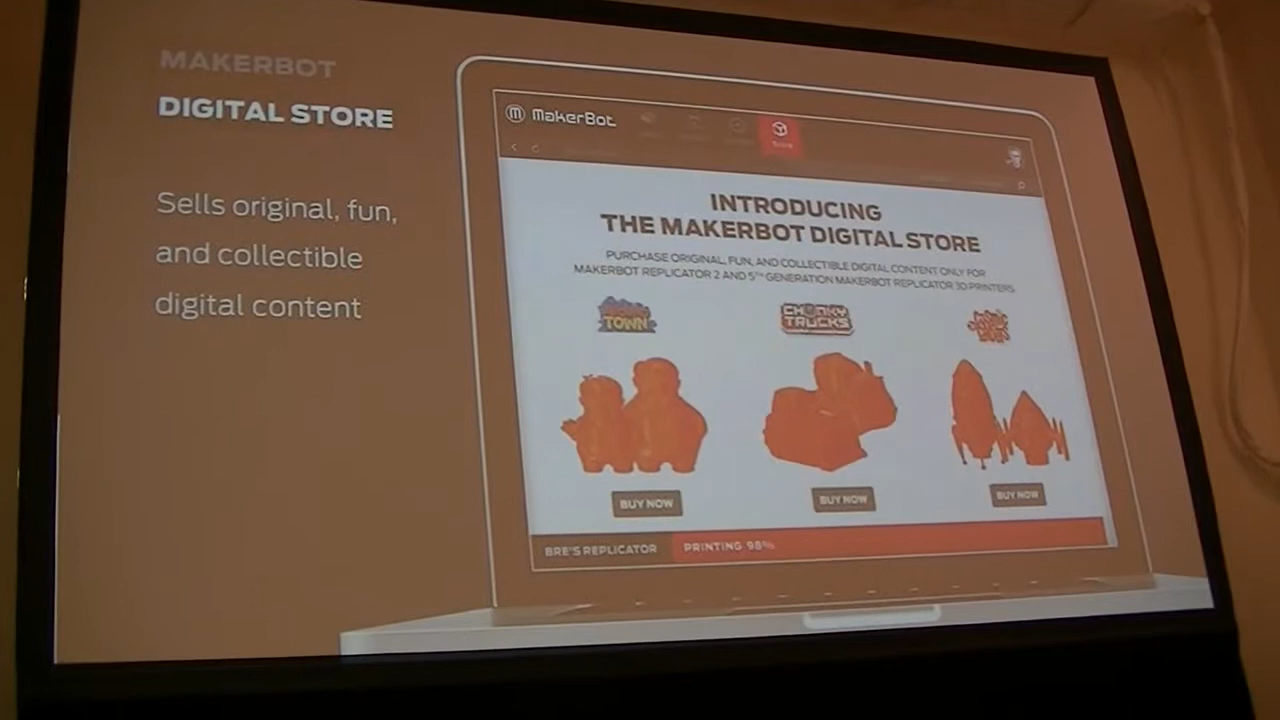 MAKERBOT
DIGITAL STORE
Sells original, fun,
and collectible
digital content
MakerBot
Store
INTRODUCING
THE MAKERBOT DIGITAL STORE
PURCHASE ORIGINAL, FUN, AND COLLECTIBLE DIGITAL CONTENT ONLY FOR
MAKERBOT REPLICATOR 2 AND 5TH GENERATION MAKERBOT REPLICATOR 3D PRINTERS
TOWN
CHUNKY
TRUCKS
BUY NOW
BUY NOW
BUY NOW
BRE'S REPLICATOR
PRINTING 98%